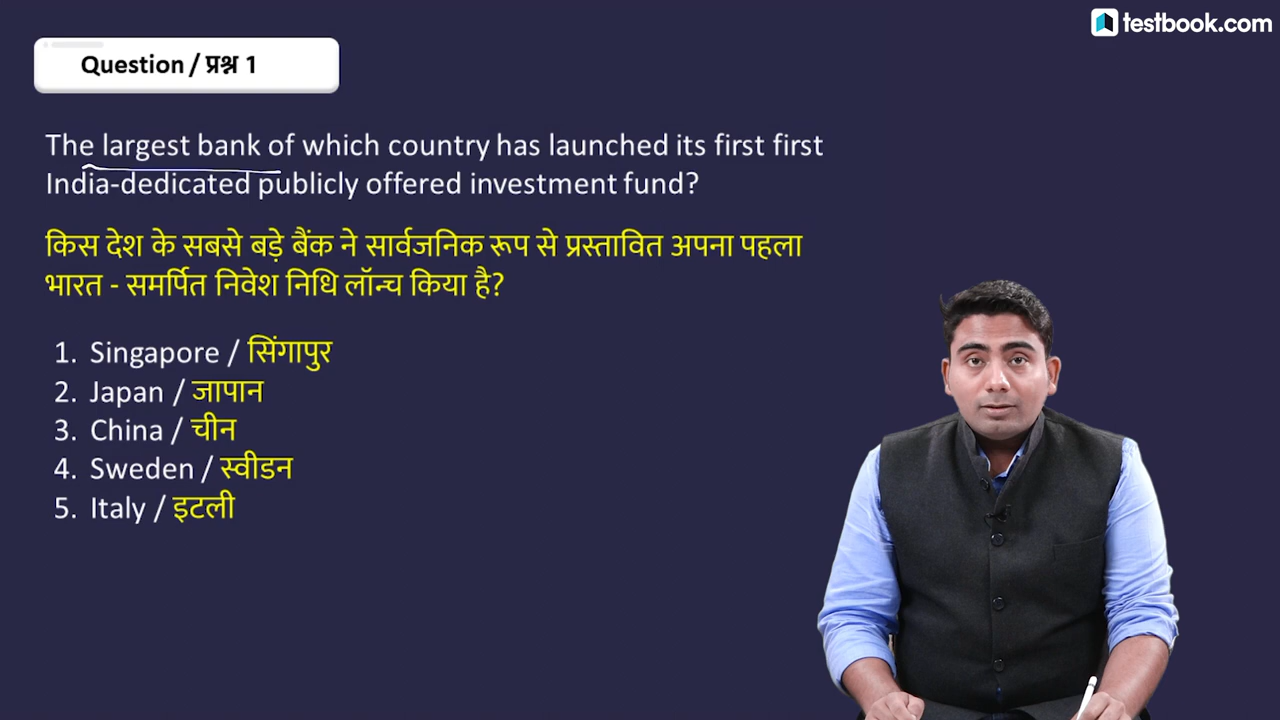 testbook.com
Question / प्रश्न 1
The largest bank of which country has launched its first first
India-dedicated publicly offered investment fund?
किस देश के सबसे बड़े बैंक ने सार्वजनिक रूप से प्रस्तावित अपना पहला
भारत - समर्पित निवेश निधि लॉन्च किया है?
1. Singapore / सिंगापुर
2. Japan / जापान
3. China / चीन
4. Sweden / स्वीडन
5. Italy / इटली